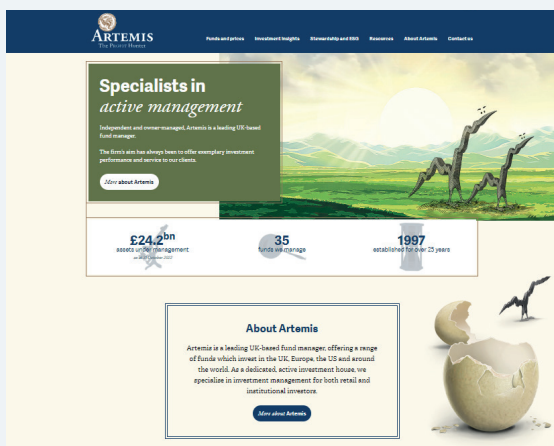 ARTEMIS
The PROFIT Hunter
Funds and prices Investment Insights Stewardship and ESG Resources About Artemis Contact us
Specialists in
active management
Independent and owner-managed, Artemis is a leading UK-based
fund manager.
The firm's aim has always been to offer exemplary investment
performance and service to our clients.
More about Artemis
£24.2bn
assets under management
35
funds we manage
1997
established for over 25 years
About Artemis
Artemis is a leading UK-based fund manager, offering a range
of funds which invest in the UK, Europe, the US and around
the world. As a dedicated, active investment house, we
specialise in investment management for both retail and
institutional investors.
More about Artemis